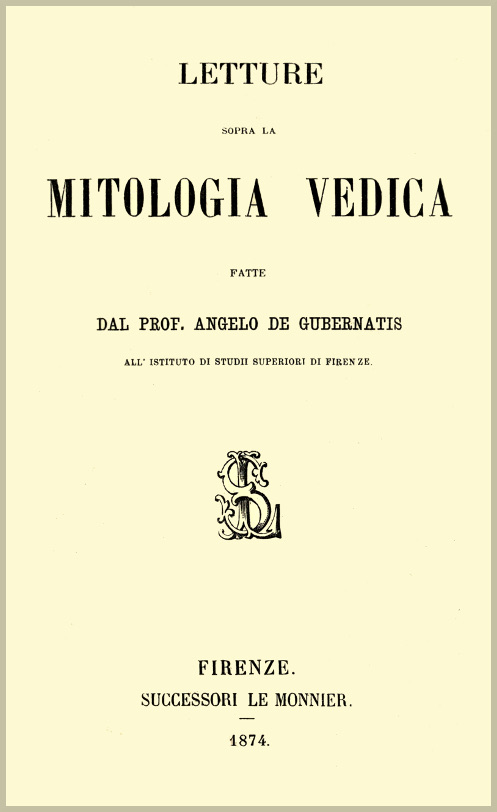 LETTURE
SOPRA LA
MITOLOGIA VEDICA
FATTE
DAL PROF. ANGELO DE GUBERNATIS
ALL' ISTITUTO DI STUDII SUPERIORI DI FIRENZE.
FIRENZE.
SUCCESSORI LE MONNIER.
1874.